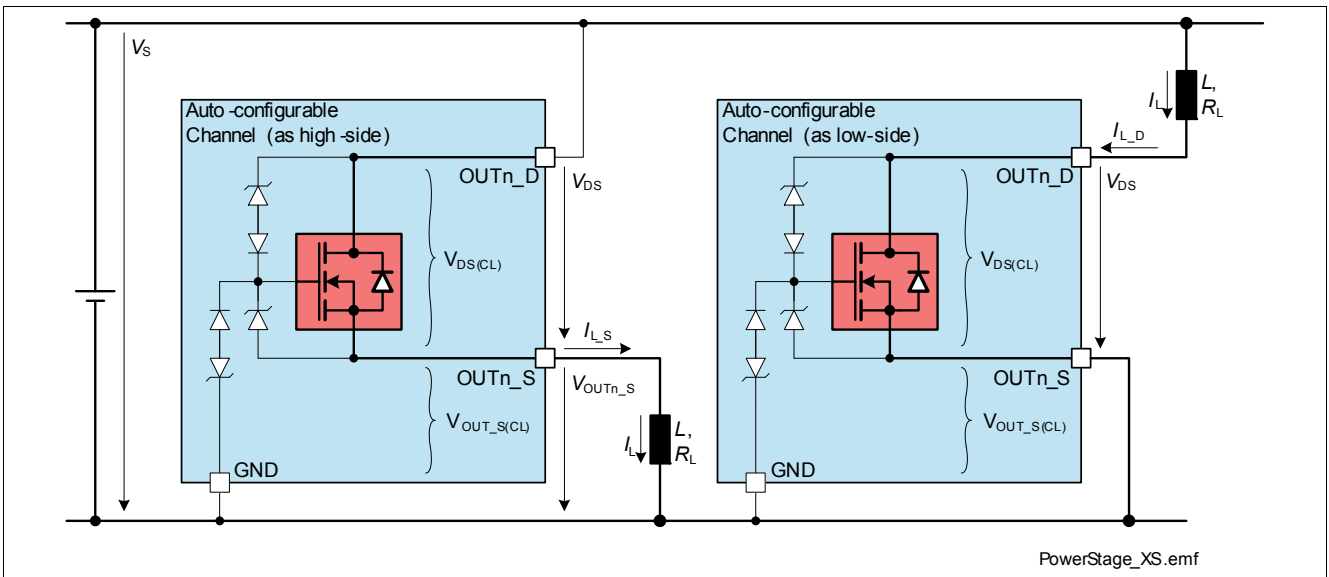 VS
Auto-configurable
Channel (as high-side)
OUTn_D
VDS
VDS(CL)
IL_S
OUTn_S
VOUTn_S
VOUT_S(CL)
GND
IL
L,
RL
Auto-configurable
Channel (as low-side)
IL
L,
RL
IL_D
OUTn_D
VDS
VDS(CL)
OUTn_S
VOUT_S(CL)
GND
PowerStage_XS.emf